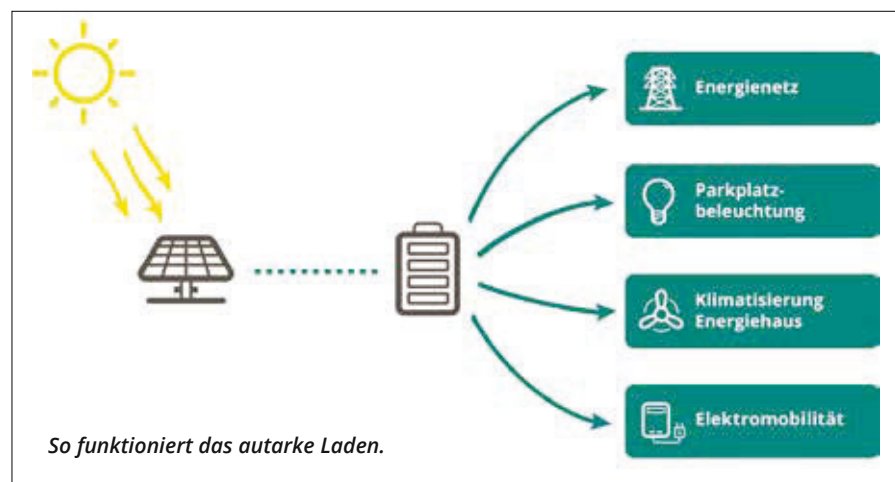 Energienetz
Parkplatz-
beleuchtung
Klimatisierung
Energiehaus
Elektromobilität
So funktioniert das autarke Laden.